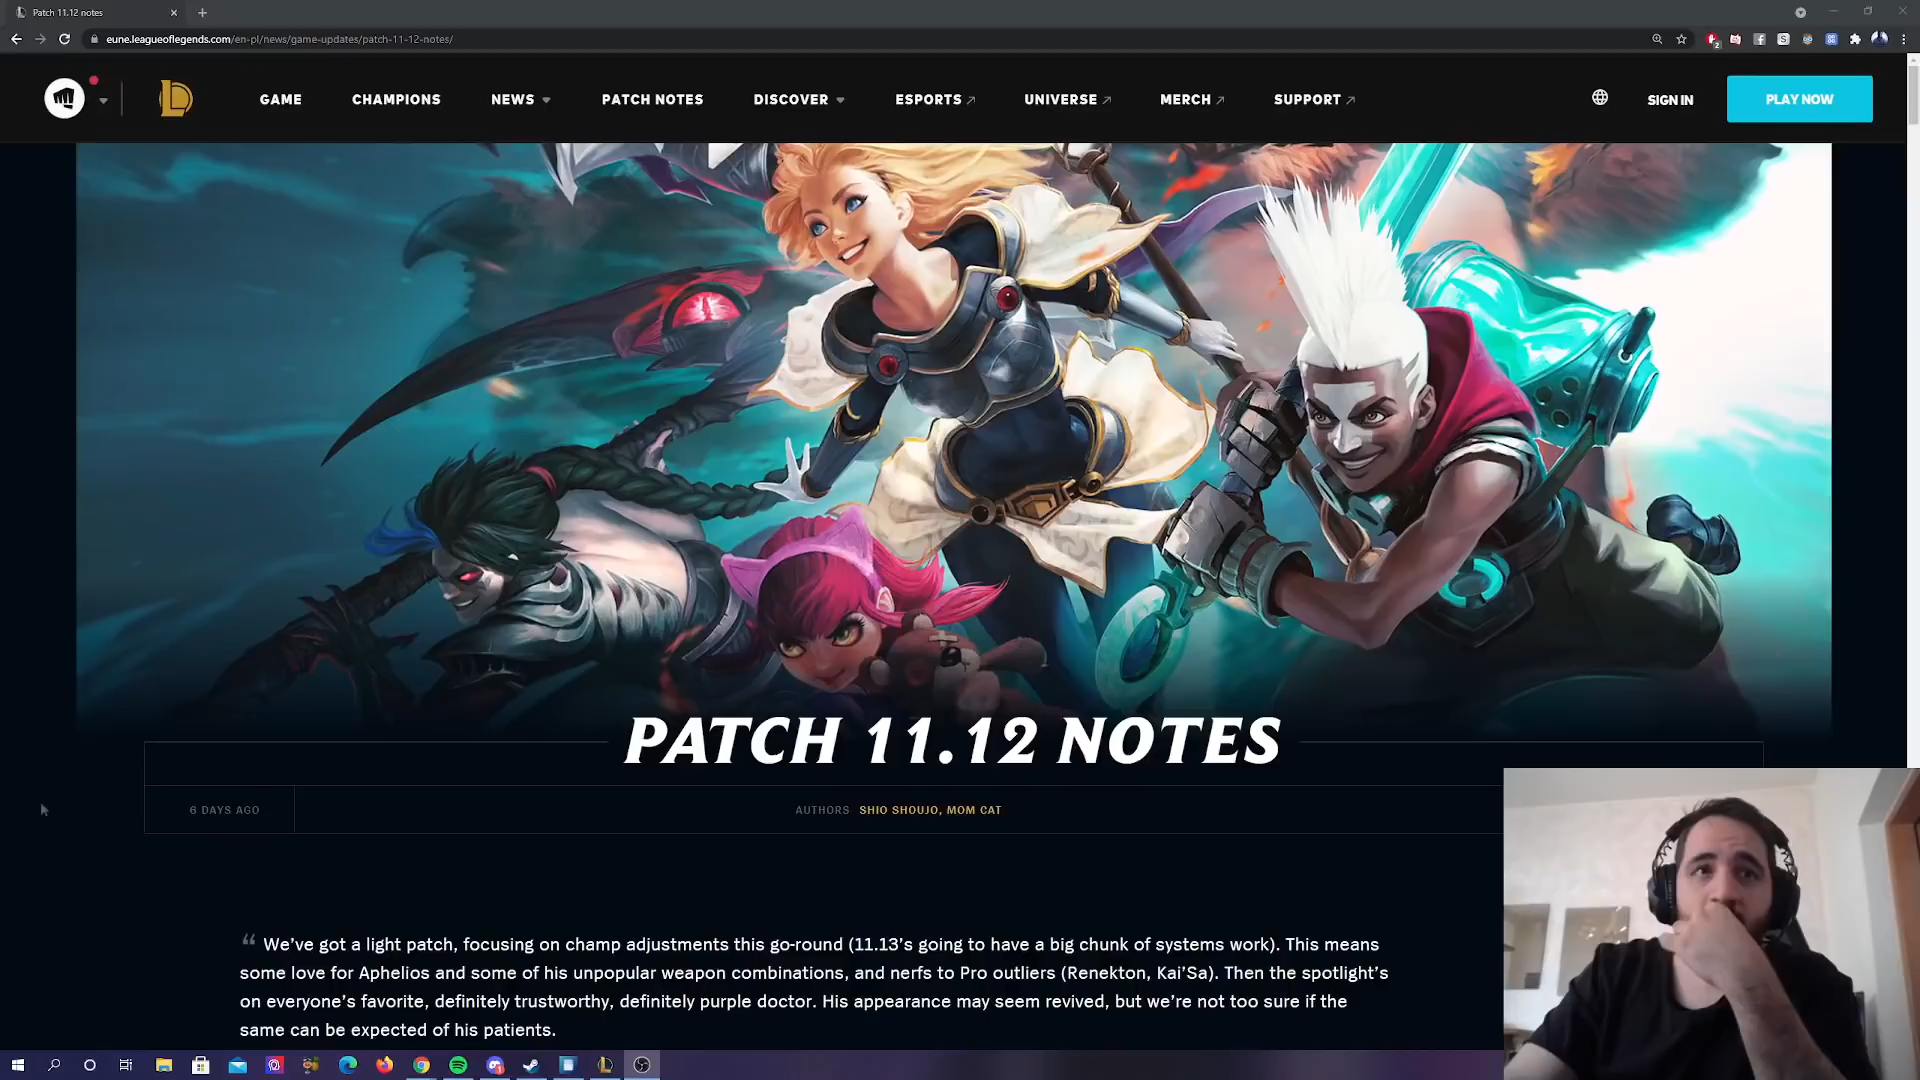 Patch 11.12 notes
eune.leagueoflegends.com/en-pl/news/game-updates/patch-11-12-notes/
GAME CHAMPIONS NEWS PATCH NOTES DISCOVER ESPORTS UNIVERSE MERCH SUPPORT SIGN IN PLAY NOW
PATCH 11.12 NOTES
6 DAYS AGO AUTHORS SHIO SHOUJO, MOM CAT
“ We’ve got a light patch, focusing on champ adjustments this go-round (11.13’s going to have a big chunk of systems work). This means
some love for Aphelios and some of his unpopular weapon combinations, and nerfs to Pro outliers (Renekton, Kai’Sa). Then the spotlight’s
on everyone’s favorite, definitely trustworthy, definitely purple doctor. His appearance may seem revived, but we’re not too sure if the
same can be expected of his patients.